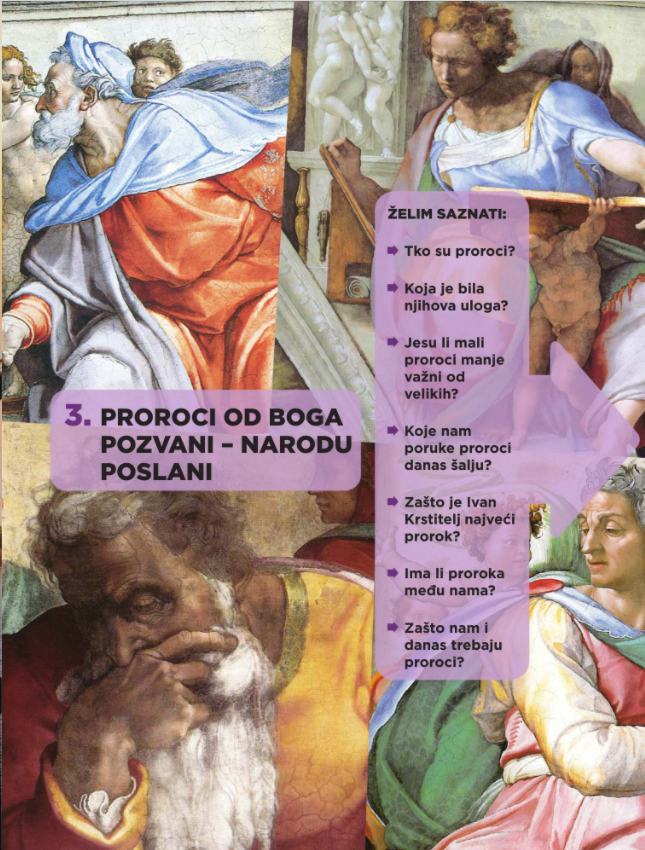 3. PROROCI OD BOGA
POZVANI – NARODU
POSLANI
ŽELIM SAZNATI:
Tko su proroci?
Koja je bila
njihova uloga?
Jesu li mali
proroci manje
važni od
velikih?
Koje nam
poruke proroci
danas šalju?
Zašto je Ivan
Krstitelj najveći
prorok?
Ima li proroka
među nama?
Zašto nam i
danas trebaju
proroci?